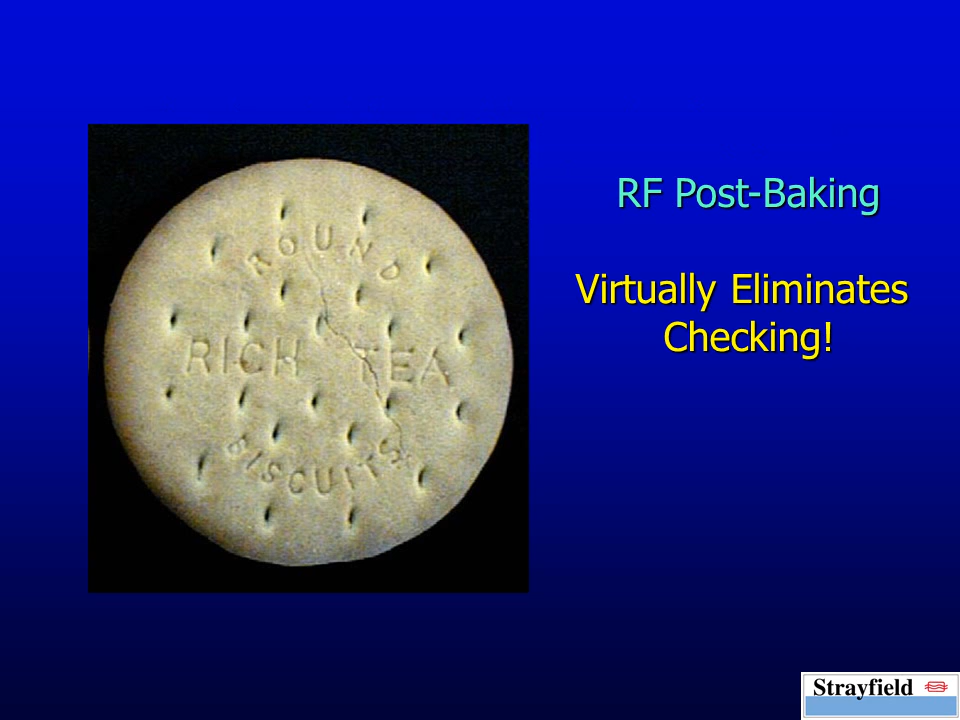 RF Post-Baking
Virtually Eliminates
Checking!
ROUND
RICH TEA
BISCUITS
Strayfield